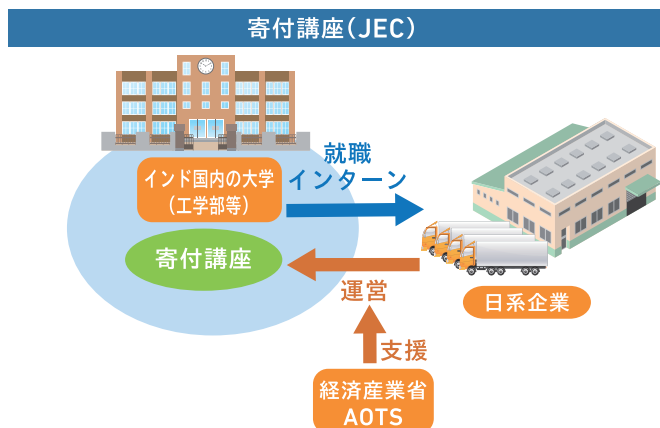 寄付講座(JEC)
就職
インターン
インド国内の大学
(工学部等)
寄付講座
運営
日系企業
支援
経済産業省
AOTS